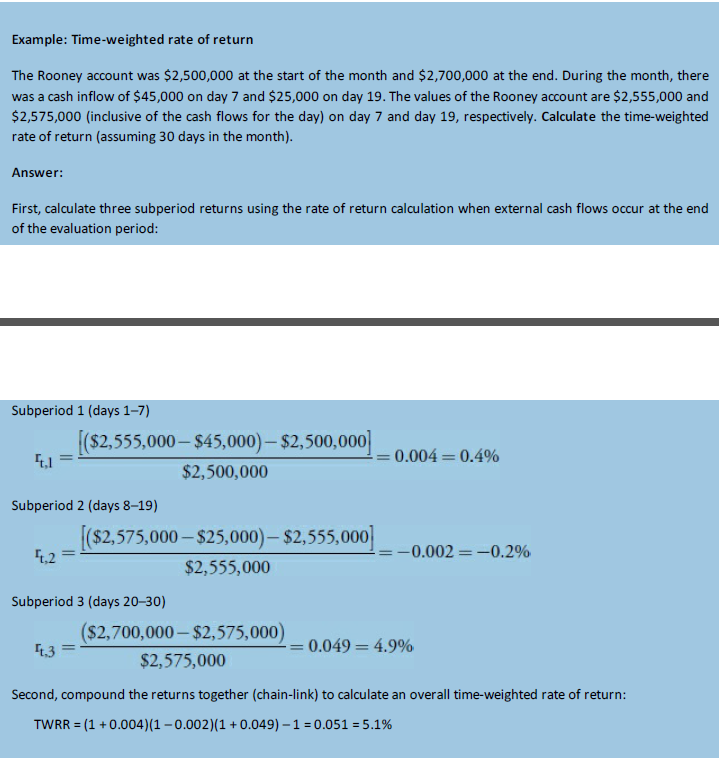 Example: Time-weighted rate of return
The Rooney account was $2,500,000 at the start of the month and $2,700,000 at the end. During the month, there
was a cash inflow of $45,000 on day 7 and $25,000 on day 19. The values of the Rooney account are $2,555,000 and
$2,575,000 (inclusive of the cash flows for the day) on day 7 and day 19, respectively. Calculate the time-weighted
rate of return (assuming 30 days in the month).
Answer:
First, calculate three subperiod returns using the rate of return calculation when external cash flows occur at the end
of the evaluation period:
Subperiod 1 (days 1–7)
r_{t,1} = [($2,555,000 – $45,000) – $2,500,000] / $2,500,000 = 0.004 = 0.4%
Subperiod 2 (days 8–19)
r_{t,2} = [($2,575,000 – $25,000) – $2,555,000] / $2,555,000 = –0.002 = –0.2%
Subperiod 3 (days 20–30)
r_{t,3} = ($2,700,000 – $2,575,000) / $2,575,000 = 0.049 = 4.9%
Second, compound the returns together (chain-link) to calculate an overall time-weighted rate of return:
TWRR = (1 + 0.004)(1 – 0.002)(1 + 0.049) – 1 = 0.051 = 5.1%